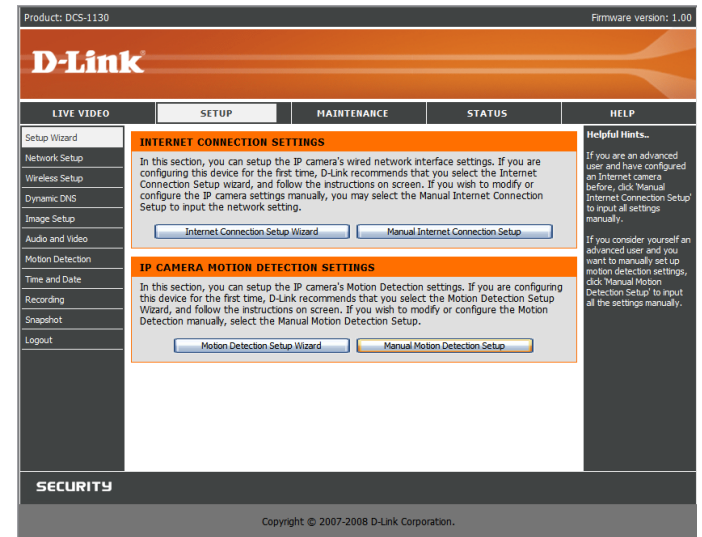 Product: DCS-1130
Firmware version: 1.00
D-Link
LIVE VIDEO
SETUP
MAINTENANCE
STATUS
HELP
Setup Wizard
Network Setup
Wireless Setup
Dynamic DNS
Image Setup
Audio and Video
Motion Detection
Time and Date
Recording
Snapshot
Logout
INTERNET CONNECTION SETTINGS
In this section, you can setup the IP camera's wired network interface settings. If you are
configuring this device for the first time, D-Link recommends that you select the Internet
Connection Setup wizard, and follow the instructions on screen. If you wish to modify or
configure the IP camera settings manually, you may select the Manual Internet Connection
Setup to input the network setting.
Internet Connection Setup Wizard
Manual Internet Connection Setup
IP CAMERA MOTION DETECTION SETTINGS
In this section, you can setup the IP camera's Motion Detection settings. If you are configuring
this device for the first time, D-Link recommends that you select the Motion Detection Setup
Wizard, and follow the instructions on screen. If you wish to modify or configure the Motion
Detection manually, select the Manual Motion Detection Setup.
Motion Detection Setup Wizard
Manual Motion Detection Setup
Helpful Hints..
If you are an advanced
user and have configured
an Internet camera
before, click 'Manual
Internet Connection Setup'
to input all settings
manually.
If you consider yourself an
advanced user and you
want to manually set up
motion detection settings,
click 'Manual Motion
Detection Setup' to input
all the settings manually.
SECURITY
Copyright © 2007-2008 D-Link Corporation.